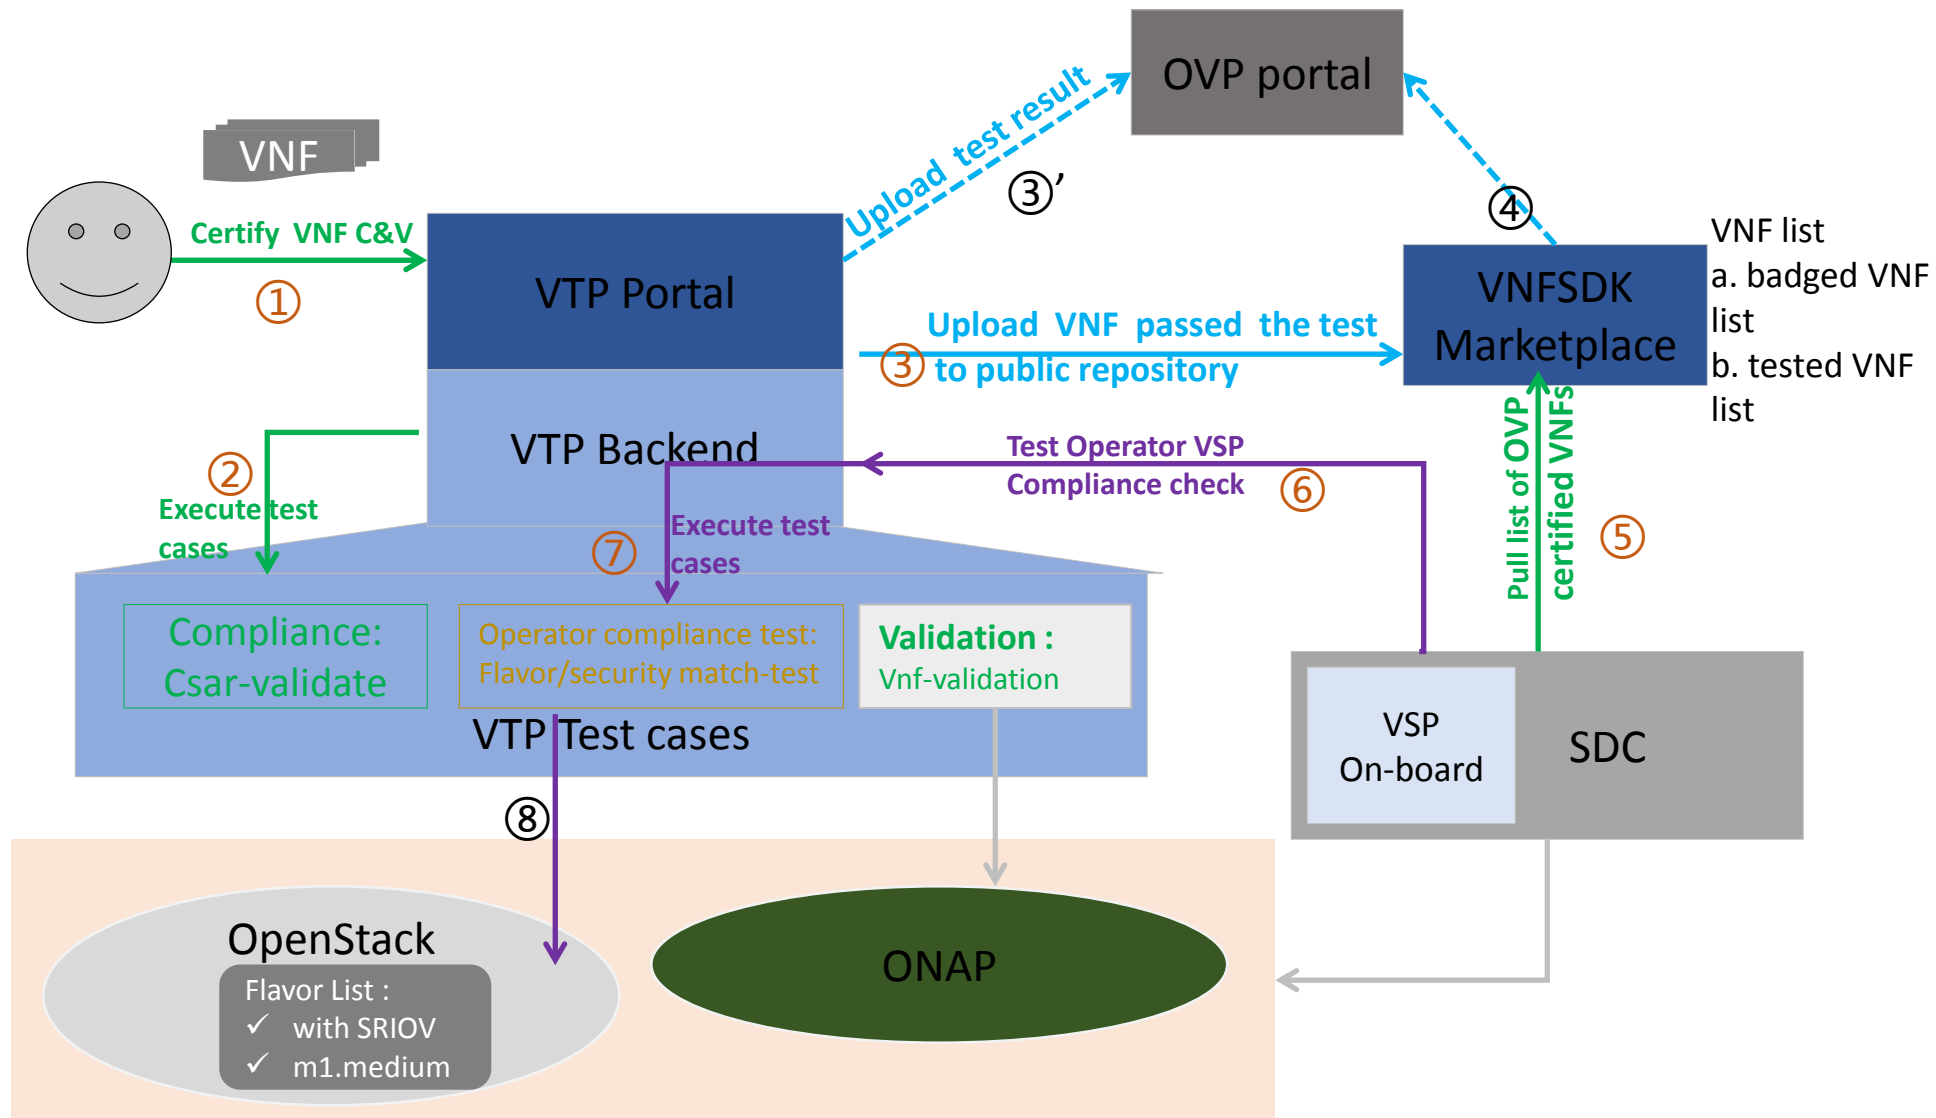 OVP portal
Upload test result
③’
④
VNF
Certify VNF C&V
①
VTP Portal
VNFSDK
Marketplace
VNF list
a. badged VNF
list
b. tested VNF
list
Upload VNF passed the test
③ to public repository
VTP Backend
②
Execute test
cases
Test Operator VSP
Compliance check
⑥
Pull list of OVP
certified VNFs
⑤
⑦
Execute test
cases
Compliance:
Csar-validate
Operator compliance test:
Flavor/security match-test
Validation :
Vnf-validation
VTP Test cases
VSP
On-board
SDC
⑧
OpenStack
Flavor List :
✓ with SRIOV
✓ m1.medium
ONAP